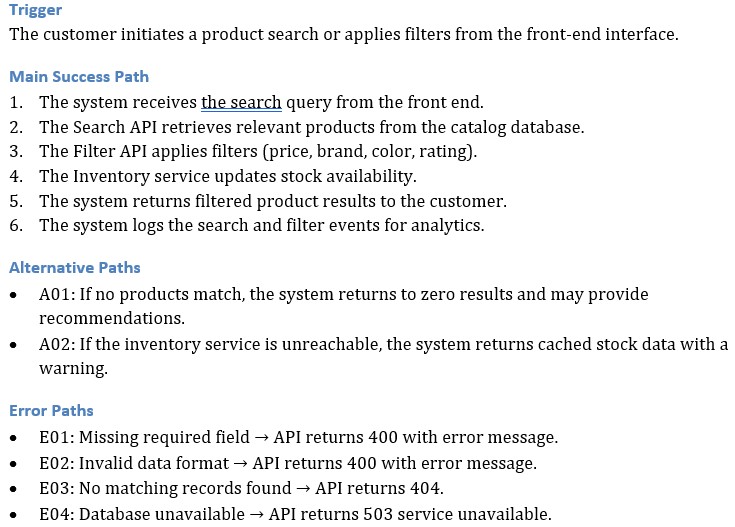 Trigger
The customer initiates a product search or applies filters from the front-end interface.
Main Success Path
1. The system receives the search query from the front end.
2. The Search API retrieves relevant products from the catalog database.
3. The Filter API applies filters (price, brand, color, rating).
4. The Inventory service updates stock availability.
5. The system returns filtered product results to the customer.
6. The system logs the search and filter events for analytics.
Alternative Paths
• A01: If no products match, the system returns to zero results and may provide
recommendations.
• A02: If the inventory service is unreachable, the system returns cached stock data with a
warning.
Error Paths
• E01: Missing required field → API returns 400 with error message.
• E02: Invalid data format → API returns 400 with error message.
• E03: No matching records found → API returns 404.
• E04: Database unavailable → API returns 503 service unavailable.